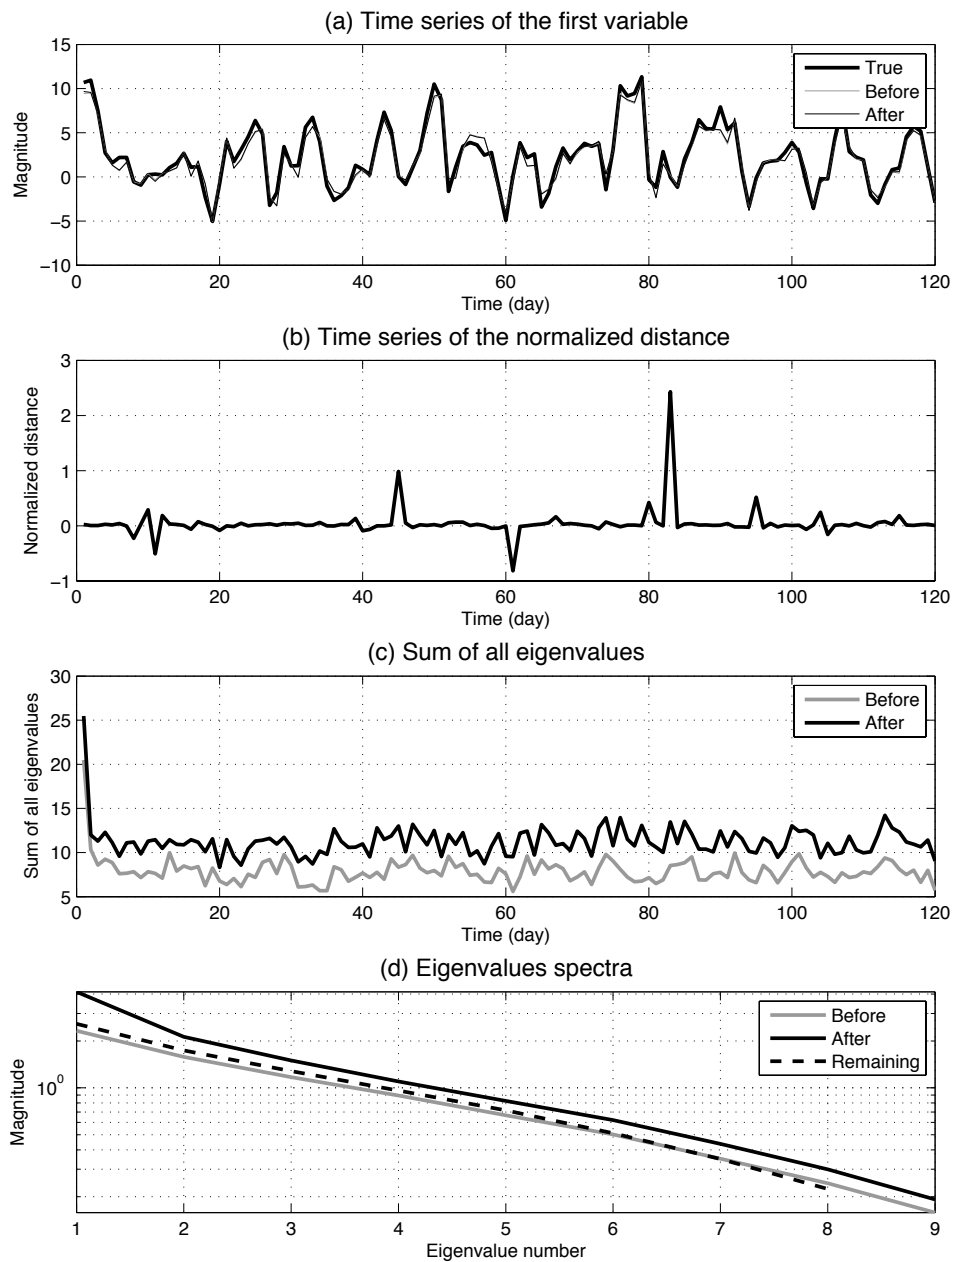 (a) Time series of the first variable
15
10
5
0
−5
−10
Magnitude
True
Before
After
0 20 40 60 80 100 120
Time (day)
(b) Time series of the normalized distance
3
2
1
0
−1
Normalized distance
0 20 40 60 80 100 120
Time (day)
(c) Sum of all eigenvalues
30
25
20
15
10
5
Sum of all eigenvalues
Before
After
0 20 40 60 80 100 120
Time (day)
(d) Eigenvalues spectra
Magnitude
10⁰
Before
After
Remaining
1 2 3 4 5 6 7 8 9
Eigenvalue number